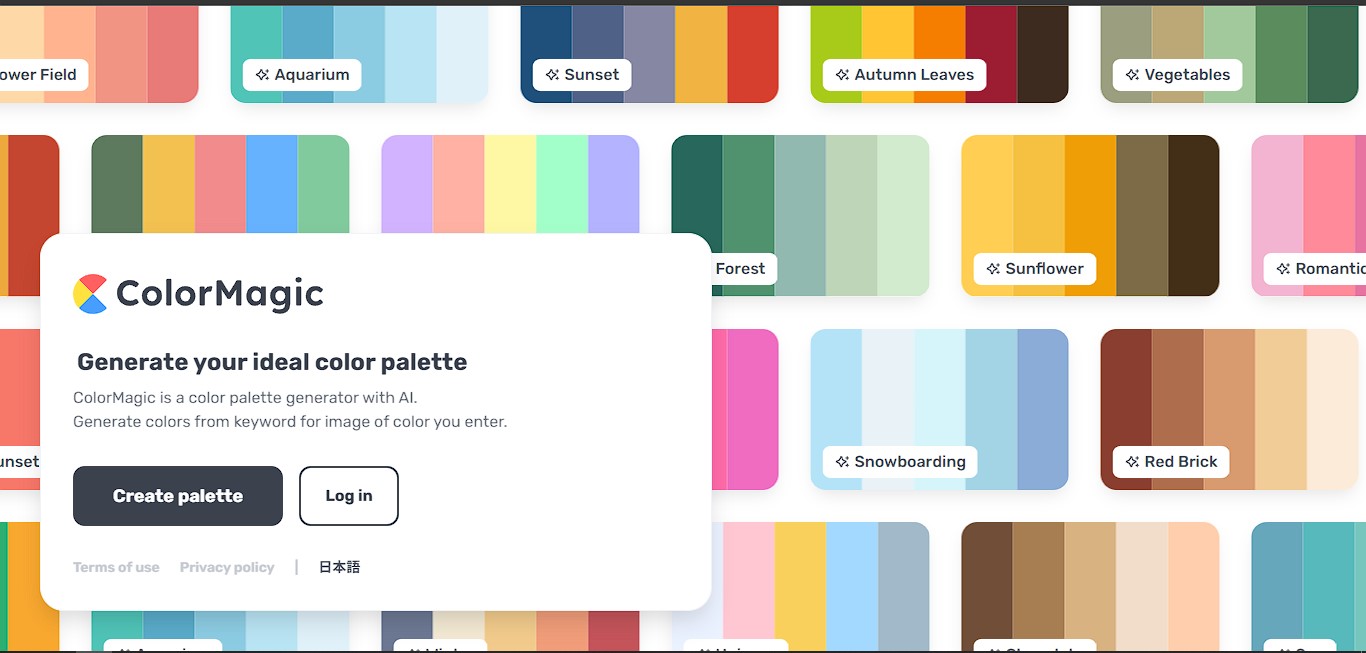 ower Field
Aquarium
Sunset
Autumn Leaves
Vegetables
Forest
Sunflower
Romantic
ColorMagic
Generate your ideal color palette
ColorMagic is a color palette generator with AI.
Generate colors from keyword for image of color you enter.
unset
Snowboarding
Red Brick
Create palette
Log in
Terms of use
Privacy policy
|
日本語